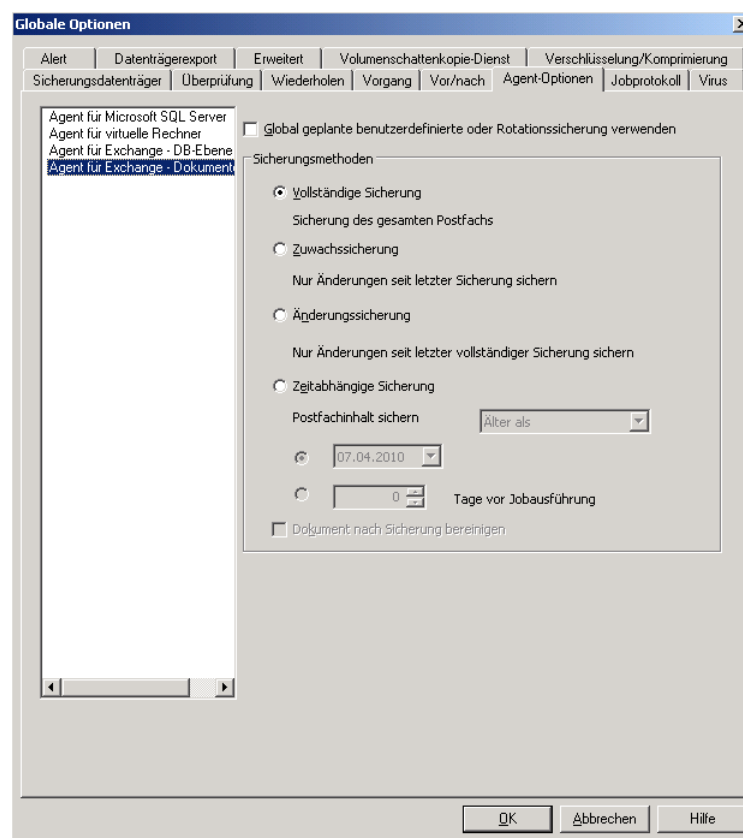 Globale Optionen
Alert
Datenträgerexport
Erweitert
Volumenschattenkopie-Dienst
Verschlüsselung/Komprimierung
Sicherungsdatenträger
Überprüfung
Wiederholen
Vorgang
Vor/nach
Agent-Optionen
Jobprotokoll
Virus
Agent für Microsoft SQL Server
Agent für virtuelle Rechner
Agent für Exchange - DB-Ebene
Agent für Exchange - Dokument
Global geplante benutzerdefinierte oder Rotationssicherung verwenden
Sicherungsmethoden
Vollständige Sicherung
Sicherung des gesamten Postfachs
Zuwachssicherung
Nur Änderungen seit letzter Sicherung sichern
Änderungssicherung
Nur Änderungen seit letzter vollständiger Sicherung sichern
Zeitabhängige Sicherung
Postfachinhalt sichern
Älter als
07.04.2010
0
Tage vor Jobausführung
Dokument nach Sicherung bereinigen
OK
Abbrechen
Hilfe